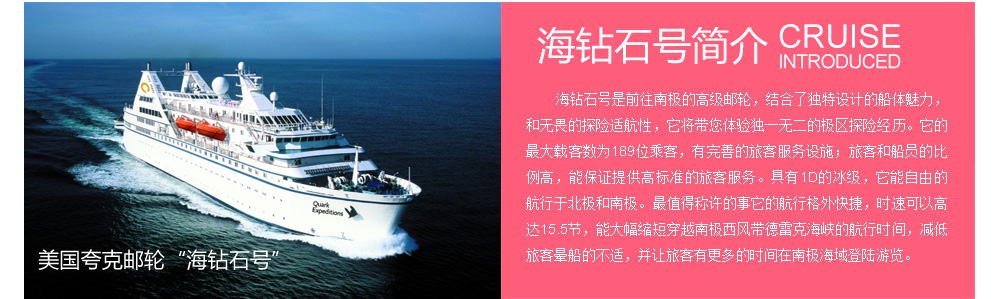 Quark
Expeditions
美国夸克邮轮“海钻石号”
海钻石号简介 CRUISE
INTRODUCED
海钻石号是前往南极的高级邮轮，结合了独特设计的船体魅力，
和无畏的探险适航性，它将带您体验独一无二的极区探险经历。它的
最大载客数为189位乘客，有完善的旅客服务设施；旅客和船员的比
例高，能保证提供高标准的旅客服务。具有1D的冰级，它能自由的
航行于北极和南极。最值得称许的事它的航行格外快捷，时速可以高
达15.5节，能大幅缩短穿越南极西风带德雷克海峡的航行时间，减低
旅客晕船的不适，并让旅客有更多的时间在南极海域登陆游览。